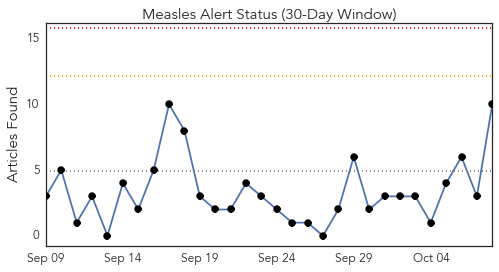 Measles Alert Status (30-Day Window)
Articles Found
15
10
5
0
Sep 09 Sep 14 Sep 19 Sep 24 Sep 29 Oct 04